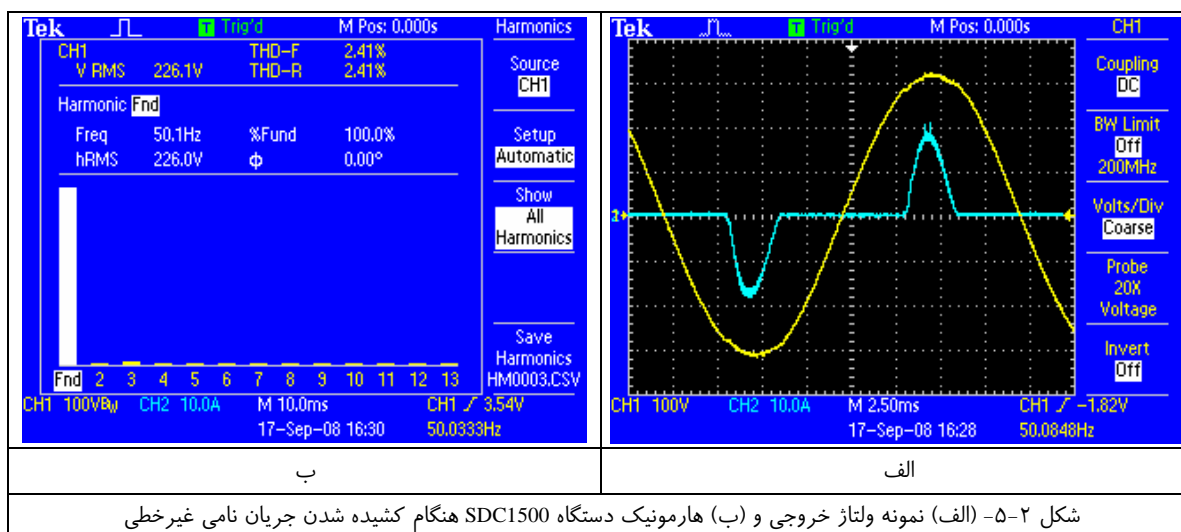 Tek T Trig'd M Pos: 0.000s Harmonics
CH1 THD-F 2.41%
V RMS 226.1V THD-R 2.41%
Harmonic Fnd
Freq 50.1Hz %Fund 100.0%
hRMS 226.0V ϕ 0.00°
Source
CH1
Setup
Automatic
Show
All
Harmonics
Save
Harmonics
HM0003.CSV
Fnd 2 3 4 5 6 7 8 9 10 11 12 13
CH1 100VBW CH2 10.0A M 10.0ms CH1 / 3.54V
17-Sep-08 16:30 50.0333Hz
Tek T Trig'd M Pos: 0.000s CH1
Coupling
DC
BW Limit
Off
200MHz
Volts/Div
Coarse
Probe
20X
Voltage
Invert
Off
CH1 100V CH2 10.0A M 2.50ms CH1 / -1.82V
17-Sep-08 16:28 50.0848Hz
الف
ب
شکل ۲-۵- (الف) نمونه ولتاژ خروجی و (ب) هارمونیک دستگاه SDC1500 هنگام کشیده شدن جریان نامی غیرخطی